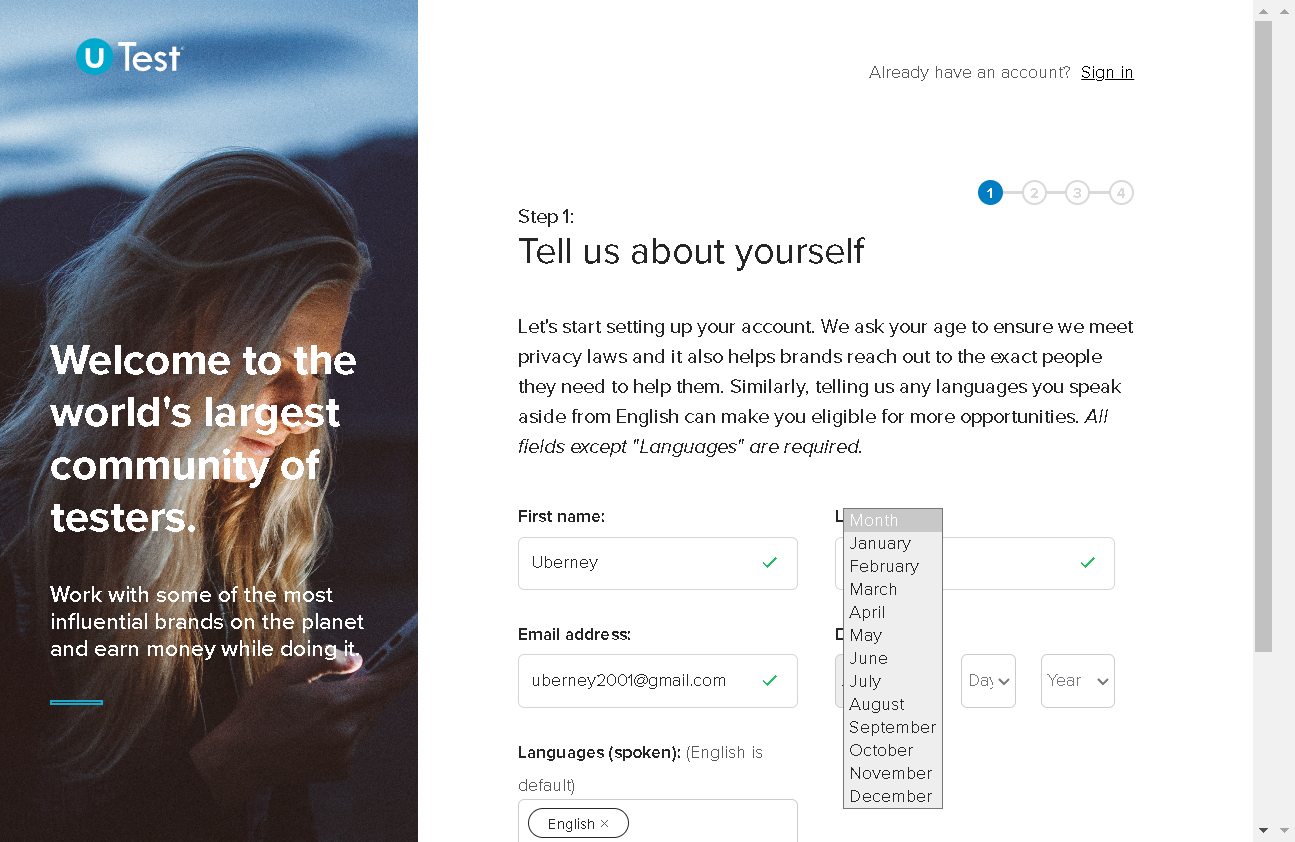 U Test
Already have an account? Sign in
1 2 3 4
Step 1:
Tell us about yourself
Let's start setting up your account. We ask your age to ensure we meet
privacy laws and it also helps brands reach out to the exact people
they need to help them. Similarly, telling us any languages you speak
aside from English can make you eligible for more opportunities. All
fields except "Languages" are required.
Welcome to the
world's largest
community of
testers.
Work with some of the most
influential brands on the planet
and earn money while doing it.
First name:
Uberney
Email address:
uberney2001@gmail.com
Languages (spoken): (English is
default)
English ×
Month
January
February
March
April
May
June
July
August
September
October
November
December
Day
Year